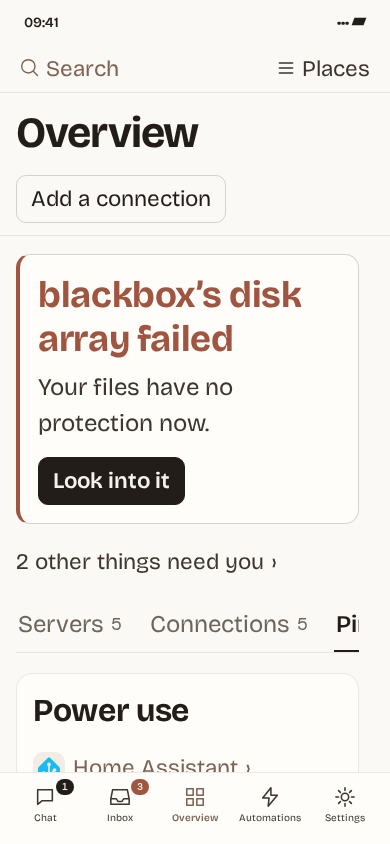 09:41
Search
Places
Overview
Add a connection
blackbox’s disk
array failed
Your files have no
protection now.
Look into it
2 other things need you ›
Servers 5
Connections 5
Power use
Home Assistant ›
1
3
Chat
Inbox
Overview
Automations
Settings